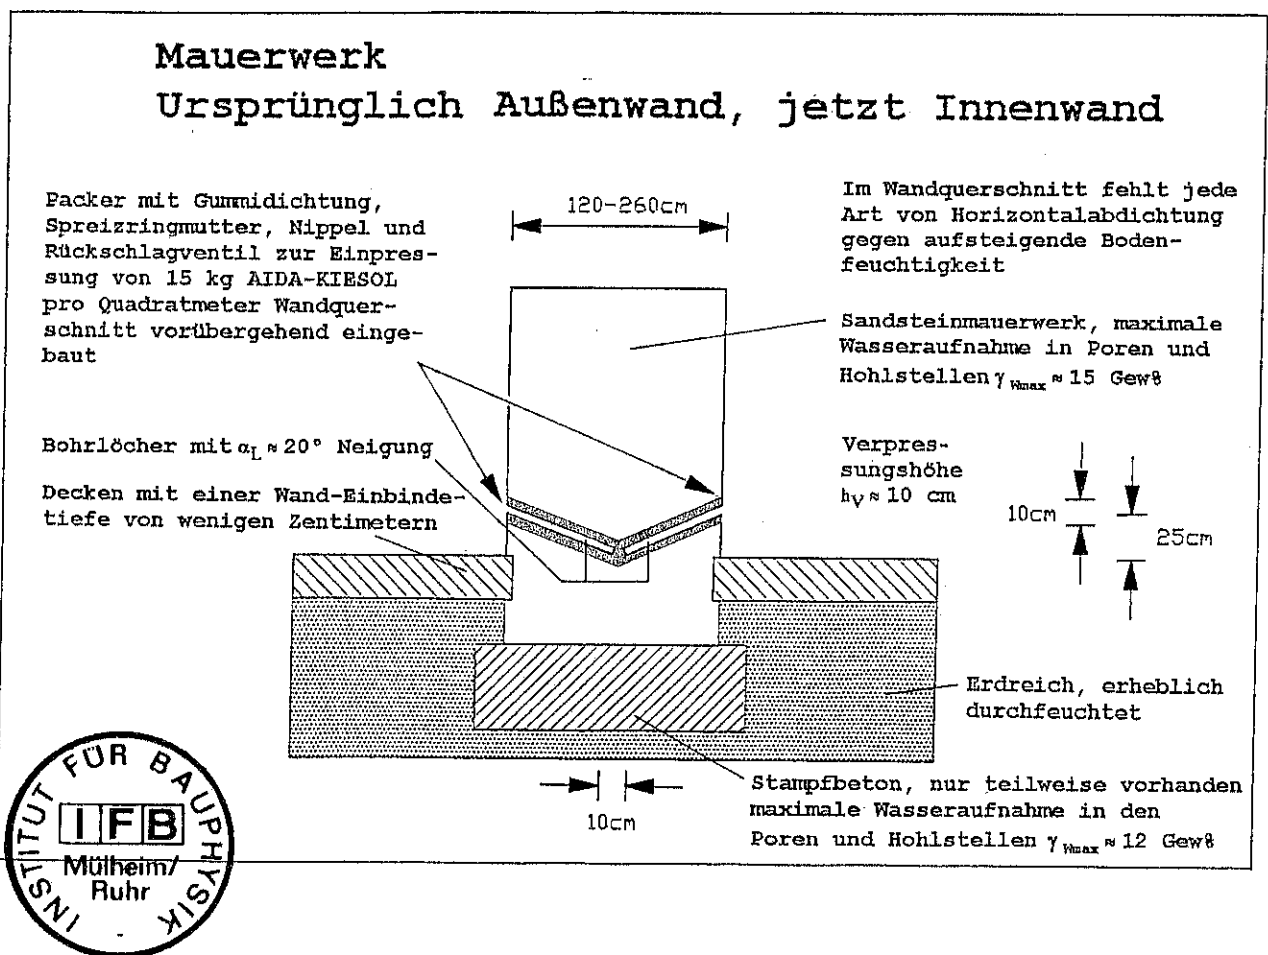 Mauerwerk
Ursprünglich Außenwand, jetzt Innenwand
Packer mit Gummidichtung,
Spreizringmutter, Nippel und
Rückschlagventil zur Einpres-
sung von 15 kg AIDA-KIESOL
pro Quadratmeter Wandquer-
schnitt vorübergehend einge-
baut
Bohrlöcher mit αL ≈ 20° Neigung
Decken mit einer Wand-Einbinde-
tiefe von wenigen Zentimetern
120-260cm
Im Wandquerschnitt fehlt jede
Art von Horizontalabdichtung
gegen aufsteigende Boden-
feuchtigkeit
Sandsteinmauerwerk, maximale
Wasseraufnahme in Poren und
Hohlstellen γWmax ≈ 15 Gew%
Verpres-
sungshöhe
hV ≈ 10 cm
10cm
25cm
Erdreich, erheblich
durchfeuchtet
Stampfbeton, nur teilweise vorhanden
maximale Wasseraufnahme in den
Poren und Hohlstellen γWmax ≈ 12 Gew%
10cm
INSTITUT FÜR BAUPHYSIK
IFB
Mülheim/
Ruhr